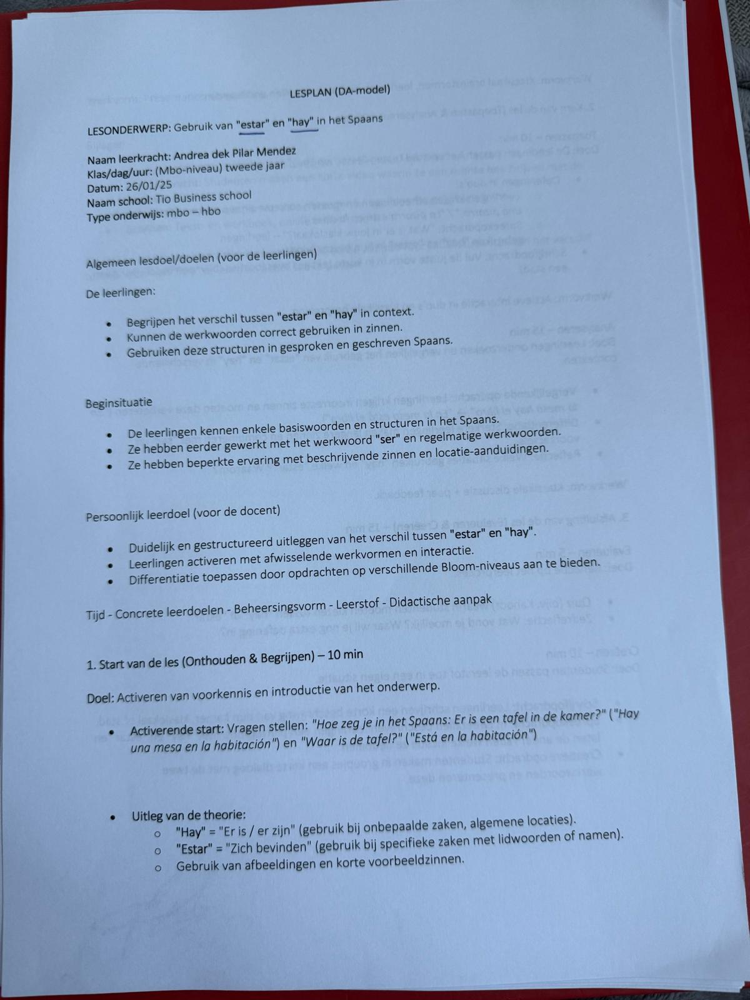 LESPLAN (DA-model)
LESONDERWERP: Gebruik van "estar" en "hay" in het Spaans
Naam leerkracht: Andrea dek Pilar Mendez
Klas/dag/uur: (Mbo-niveau) tweede jaar
Datum: 26/01/25
Naam school: Tio Business school
Type onderwijs: mbo – hbo
Algemeen lesdoel/doelen (voor de leerlingen)
De leerlingen:
• Begrijpen het verschil tussen "estar" en "hay" in context.
• Kunnen de werkwoorden correct gebruiken in zinnen.
• Gebruiken deze structuren in gesproken en geschreven Spaans.
Beginsituatie
• De leerlingen kennen enkele basiswoorden en structuren in het Spaans.
• Ze hebben eerder gewerkt met het werkwoord "ser" en regelmatige werkwoorden.
• Ze hebben beperkte ervaring met beschrijvende zinnen en locatie-aanduidingen.
Persoonlijk leerdoel (voor de docent)
• Duidelijk en gestructureerd uitleggen van het verschil tussen "estar" en "hay".
• Leerlingen activeren met afwisselende werkvormen en interactie.
• Differentiatie toepassen door opdrachten op verschillende Bloom-niveaus aan te bieden.
Tijd - Concrete leerdoelen - Beheersingsvorm - Leerstof - Didactische aanpak
1. Start van de les (Onthouden & Begrijpen) – 10 min
Doel: Activeren van voorkennis en introductie van het onderwerp.
• Activerende start: Vragen stellen: "Hoe zeg je in het Spaans: Er is een tafel in de kamer?" ("Hay
una mesa en la habitación") en "Waar is de tafel?" ("Está en la habitación")
• Uitleg van de theorie:
o "Hay" = "Er is / er zijn" (gebruik bij onbepaalde zaken, algemene locaties).
o "Estar" = "Zich bevinden" (gebruik bij specifieke zaken met lidwoorden of namen).
o Gebruik van afbeeldingen en korte voorbeeldzinnen.